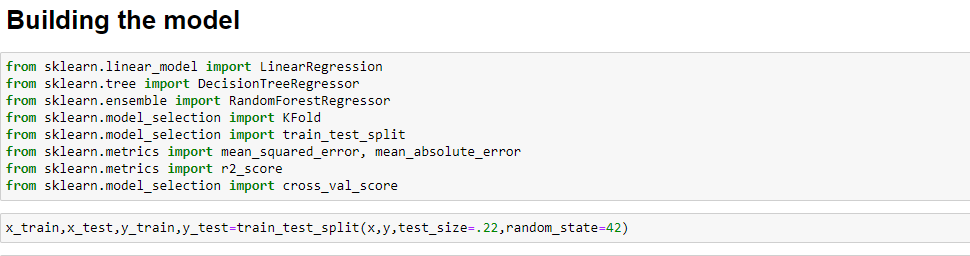 Building the model
from sklearn.linear_model import LinearRegression
from sklearn.tree import DecisionTreeRegressor
from sklearn.ensemble import RandomForestRegressor
from sklearn.model_selection import KFold
from sklearn.model_selection import train_test_split
from sklearn.metrics import mean_squared_error, mean_absolute_error
from sklearn.metrics import r2_score
from sklearn.model_selection import cross_val_score
x_train,x_test,y_train,y_test=train_test_split(x,y,test_size=.22,random_state=42)